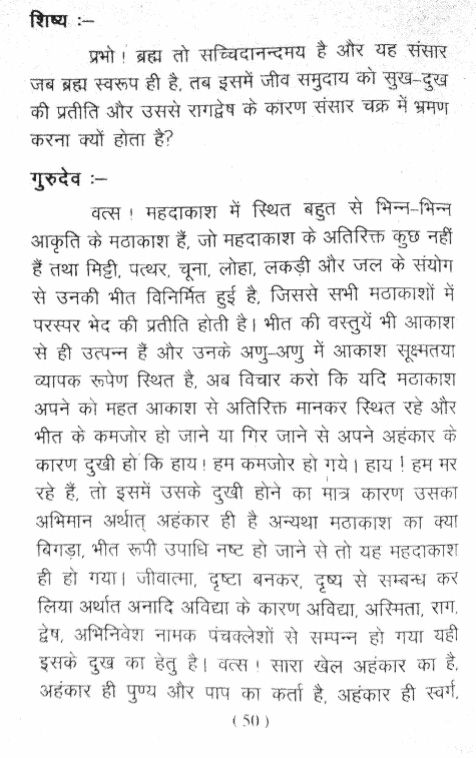 शिष्य :–
प्रभो ! ब्रह्म तो सच्चिदानन्दमय है और यह संसार
जब ब्रह्म स्वरूप ही है, तब इसमें जीव समुदाय को सुख-दुख
की प्रतीति और उससे रागद्वेष के कारण संसार चक्र में भ्रमण
करना क्यों होता है?
गुरुदेव :–
वत्स ! महदाकाश में स्थित बहुत से भिन्न-भिन्न
आकृति के मठाकाश हैं, जो महदाकाश के अतिरिक्त कुछ नहीं
हैं तथा मिट्टी, पत्थर, चूना, लोहा, लकड़ी और जल के संयोग
से उनकी भीत विनिर्मित हुई है, जिससे सभी मठाकाशों में
परस्पर भेद की प्रतीति होती है। भीत की वस्तुयें भी आकाश
से ही उत्पन्न हैं और उनके अणु-अणु में आकाश सूक्ष्मतया
व्यापक रूपेण स्थित है, अब विचार करो कि यदि मठाकाश
अपने को महत आकाश से अतिरिक्त मानकर स्थित रहे और
भीत के कमजोर हो जाने या गिर जाने से अपने अहंकार के
कारण दुखी हो कि हाय ! हम कमजोर हो गये। हाय ! हम मर
रहे हैं, तो इसमें उसके दुखी होने का मात्र कारण उसका
अभिमान अर्थात् अहंकार ही है अन्यथा मठाकाश का क्या
बिगड़ा, भीत रूपी उपाधि नष्ट हो जाने से तो यह महदाकाश
ही हो गया। जीवात्मा, दृष्टा बनकर, दृष्य से सम्बन्ध कर
लिया अर्थात अनादि अविद्या के कारण अविद्या, अस्मिता, राग,
द्वेष, अभिनिवेश नामक पंचक्लेशों से सम्पन्न हो गया यही
इसके दुख का हेतु है। वत्स ! सारा खेल अहंकार का है,
अहंकार ही पुण्य और पाप का कर्ता है, अहंकार ही स्वर्ग,
( 50 )